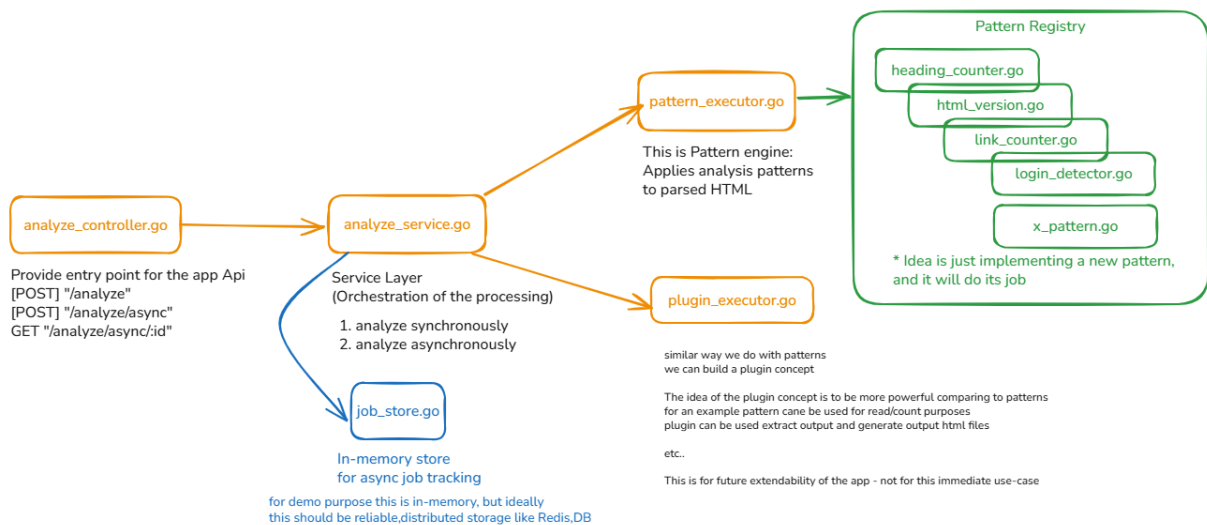 analyze_controller.go
Provide entry point for the app Api
[POST] "/analyze"
[POST] "/analyze/async"
GET "/analyze/async/:id"
analyze_service.go
Service Layer
(Orchestration of the processing)
1. analyze synchronously
2. analyze asynchronously
job_store.go
In-memory store
for async job tracking
for demo purpose this is in-memory, but ideally
this should be reliable,distributed storage like Redis,DB
pattern_executor.go
This is Pattern engine:
Applies analysis patterns
to parsed HTML
plugin_executor.go
similar way we do with patterns
we can build a plugin concept
The idea of the plugin concept is to be more powerful comparing to patterns
for an example pattern cane be used for read/count purposes
plugin can be used extract output and generate output html files
etc..
This is for future extendability of the app - not for this immediate use-case
Pattern Registry
heading_counter.go
html_version.go
link_counter.go
login_detector.go
x_pattern.go
* Idea is just implementing a new pattern,
and it will do its job